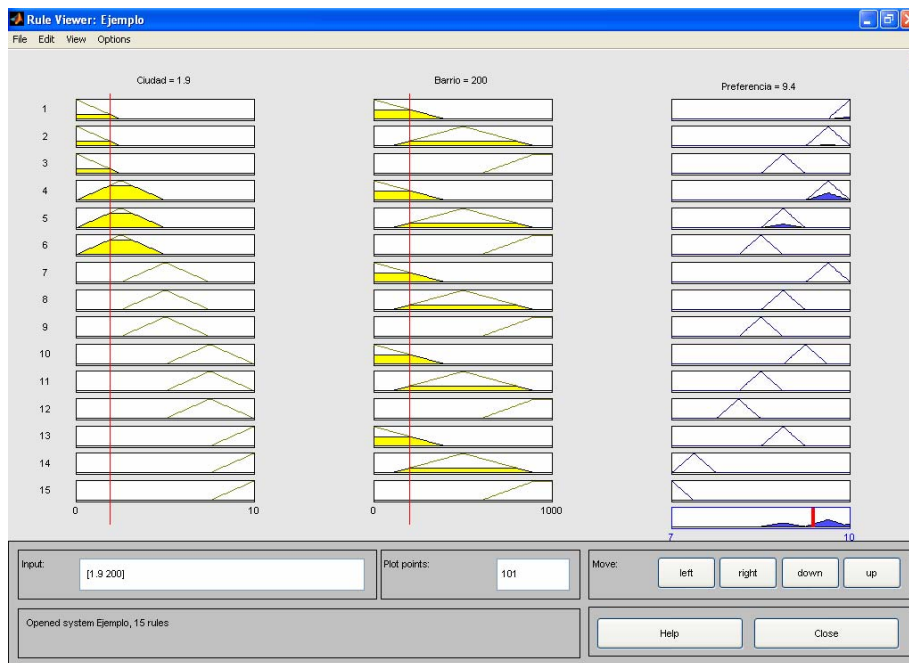 Rule Viewer: Ejemplo
File Edit View Options
Ciudad = 1.9 Barrio = 200 Preferencia = 9.4
1
2
3
4
5
6
7
8
9
10
11
12
13
14
15
0 10 0 1000
7 10
Input: [1.9 200] Plot points: 101 Move: left right down up
Opened system Ejemplo, 15 rules
Help Close